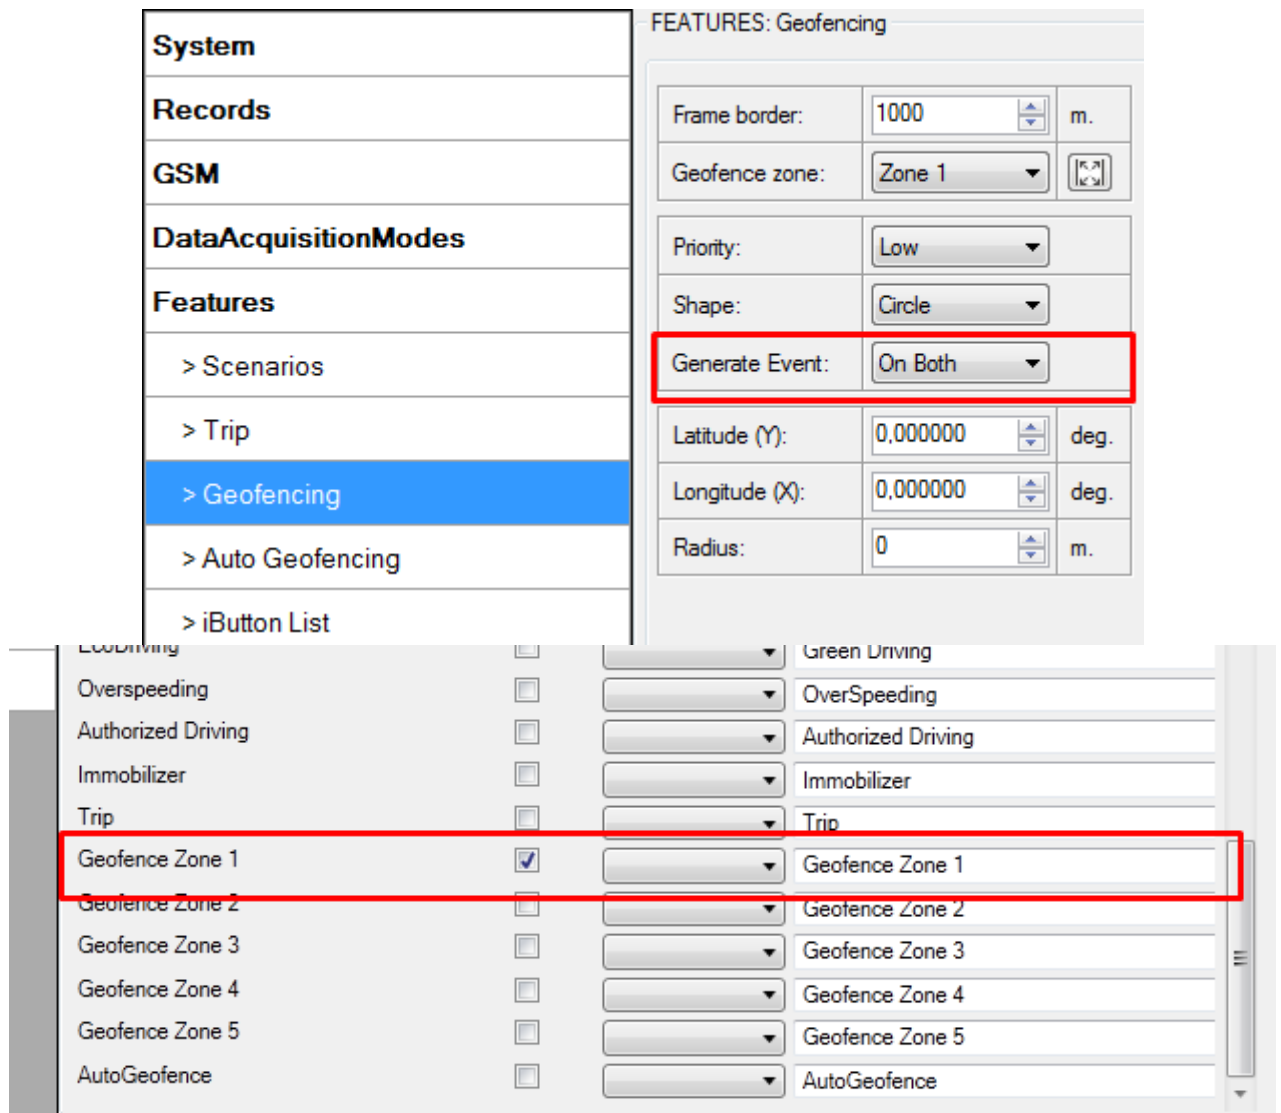 System
Records
GSM
DataAcquisitionModes
Features
> Scenarios
> Trip
> Geofencing
> Auto Geofencing
> iButton List
FEATURES: Geofencing
Frame border: 1000 m.
Geofence zone: Zone 1
Priority: Low
Shape: Circle
Generate Event: On Both
Latitude (Y): 0,000000 deg.
Longitude (X): 0,000000 deg.
Radius: 0 m.
EcoDriving Green Driving
Overspeeding OverSpeeding
Authorized Driving Authorized Driving
Immobilizer Immobilizer
Trip Trip
Geofence Zone 1 Geofence Zone 1
Geofence Zone 2 Geofence Zone 2
Geofence Zone 3 Geofence Zone 3
Geofence Zone 4 Geofence Zone 4
Geofence Zone 5 Geofence Zone 5
AutoGeofence AutoGeofence